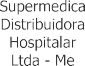 Supermedica
Distribuidora
Hospitalar
Ltda - Me